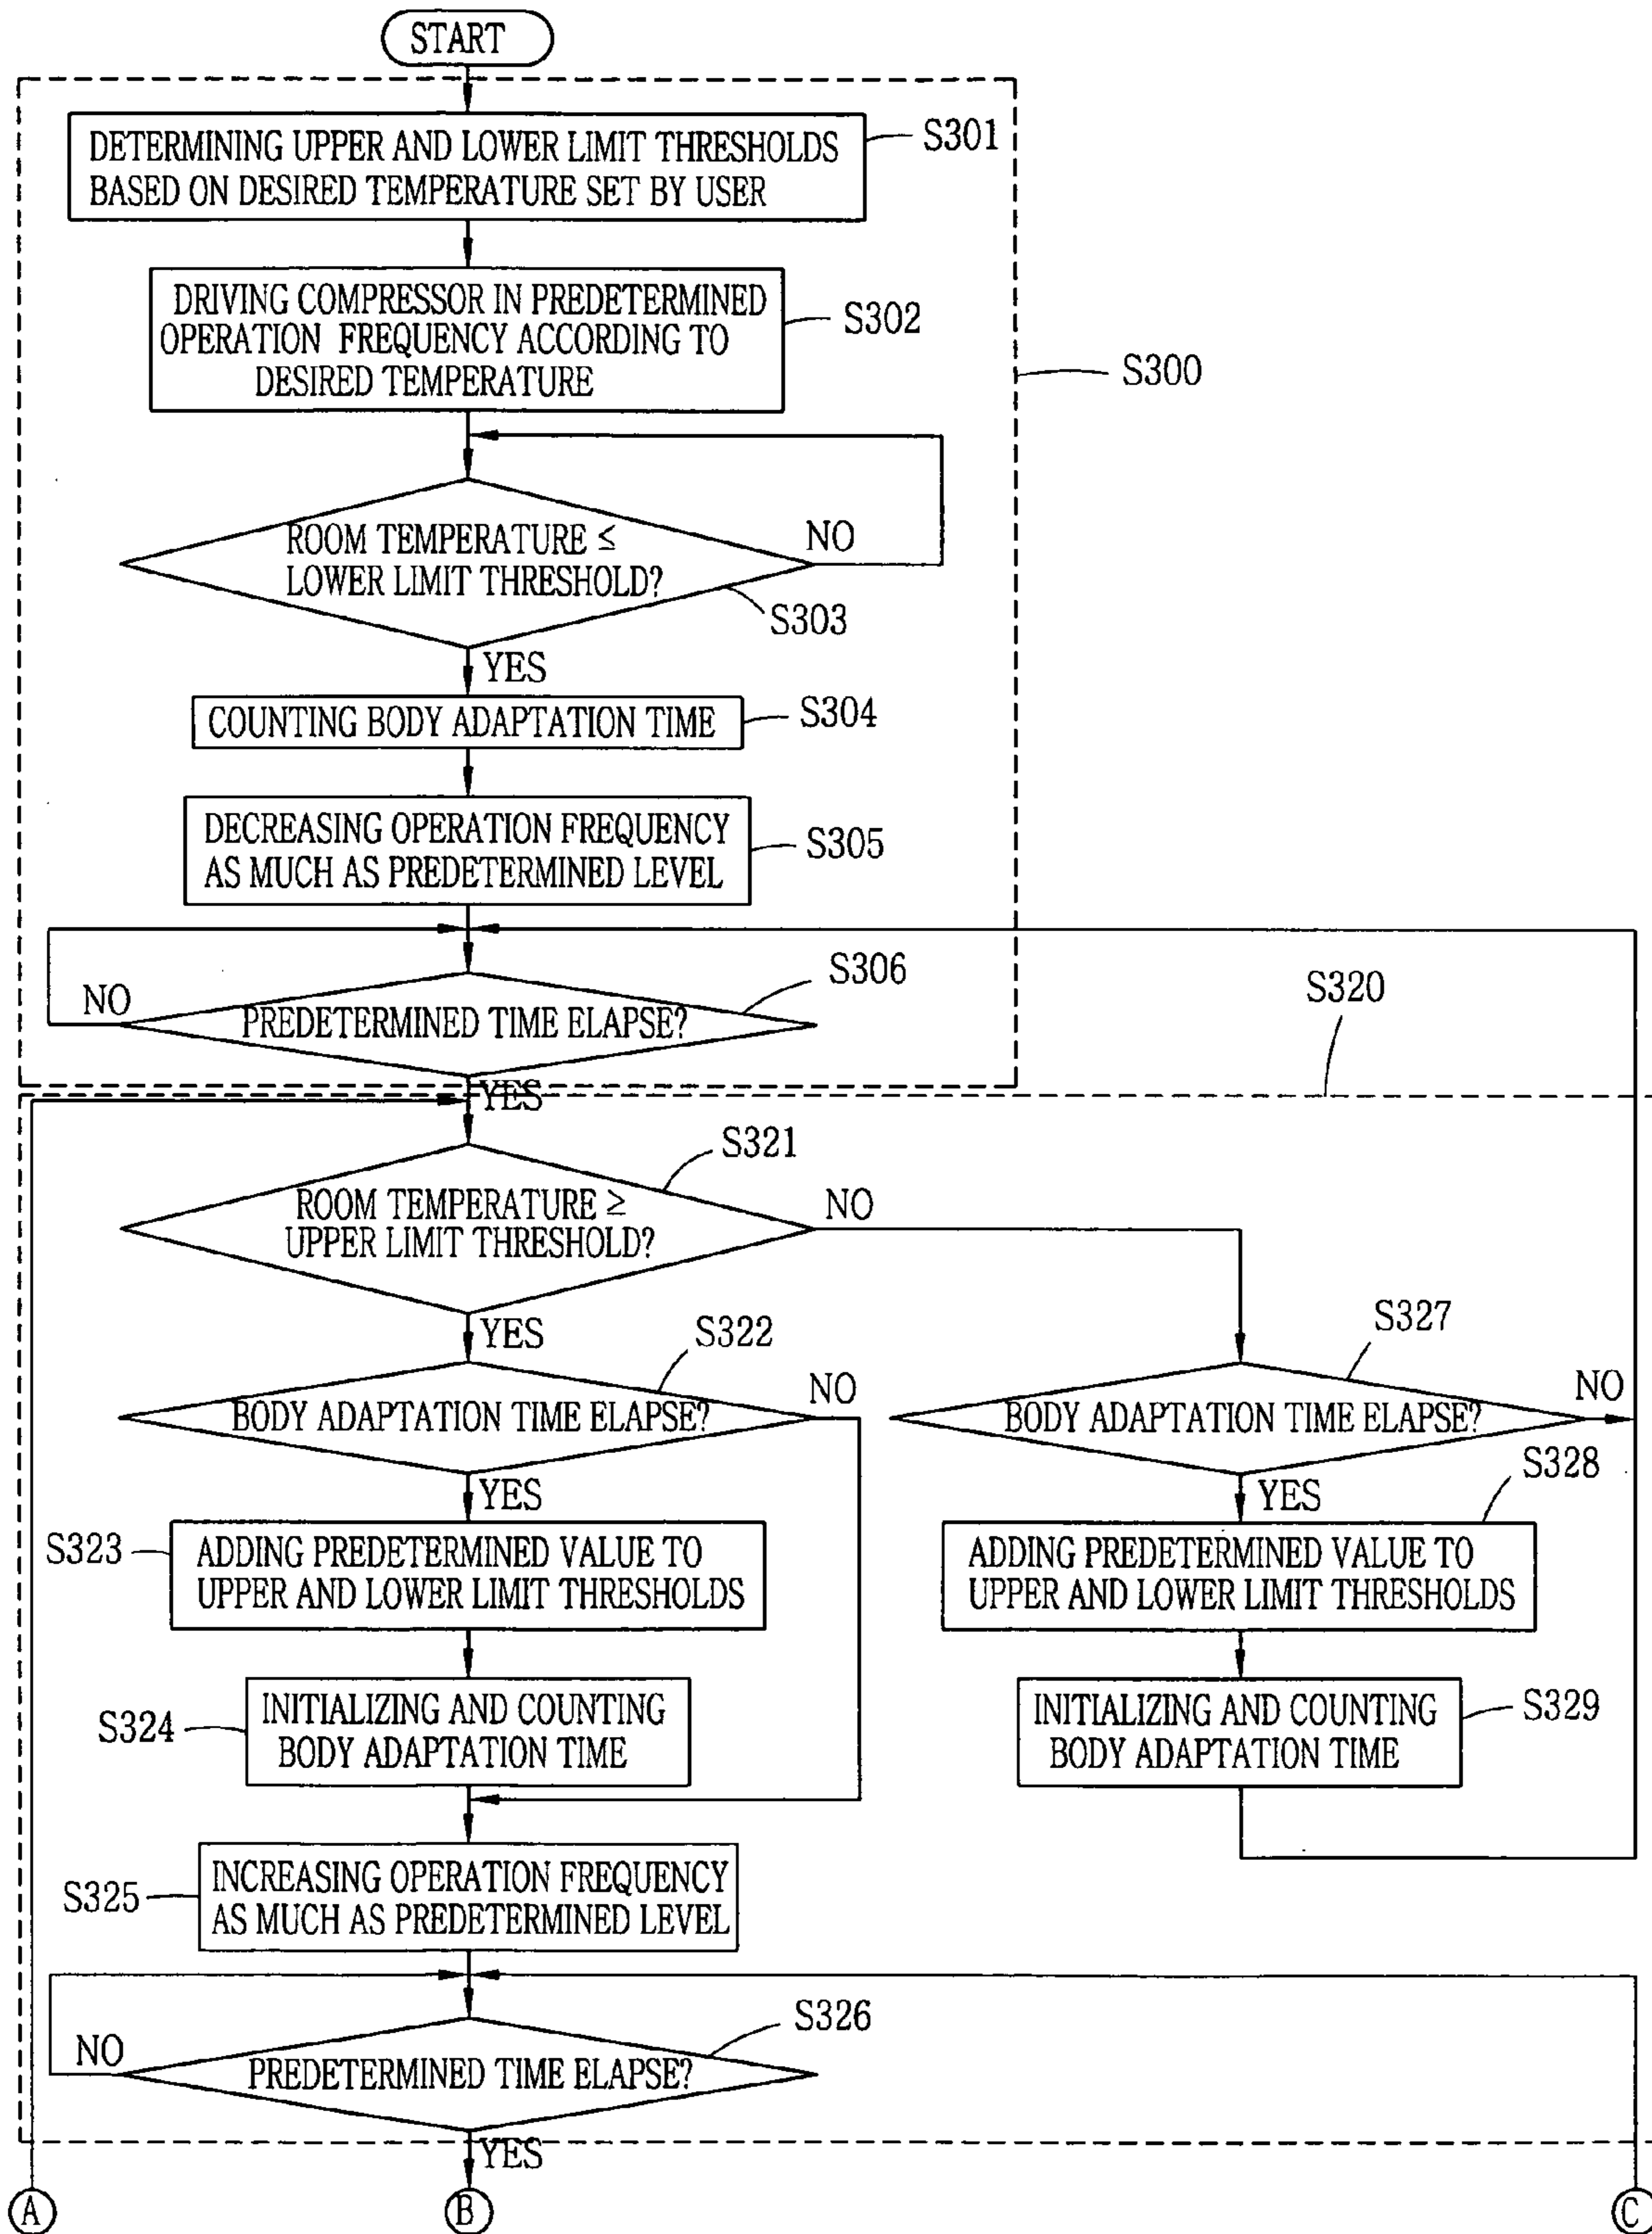 START
DETERMINING UPPER AND LOWER LIMIT THRESHOLDS
BASED ON DESIRED TEMPERATURE SET BY USER
S301
DRIVING COMPRESSOR IN PREDETERMINED
OPERATION FREQUENCY ACCORDING TO
DESIRED TEMPERATURE
S302
S300
ROOM TEMPERATURE ≤
LOWER LIMIT THRESHOLD?
NO
S303
YES
COUNTING BODY ADAPTATION TIME
S304
DECREASING OPERATION FREQUENCY
AS MUCH AS PREDETERMINED LEVEL
S305
S306
NO
PREDETERMINED TIME ELAPSE?
S320
YES
S321
ROOM TEMPERATURE ≥
UPPER LIMIT THRESHOLD?
NO
YES
S322
BODY ADAPTATION TIME ELAPSE?
NO
S327
BODY ADAPTATION TIME ELAPSE?
NO
YES
S323
ADDING PREDETERMINED VALUE TO
UPPER AND LOWER LIMIT THRESHOLDS
YES
S328
ADDING PREDETERMINED VALUE TO
UPPER AND LOWER LIMIT THRESHOLDS
S324
INITIALIZING AND COUNTING
BODY ADAPTATION TIME
INITIALIZING AND COUNTING
BODY ADAPTATION TIME
S329
S325
INCREASING OPERATION FREQUENCY
AS MUCH AS PREDETERMINED LEVEL
S326
NO
PREDETERMINED TIME ELAPSE?
YES
A
B
C